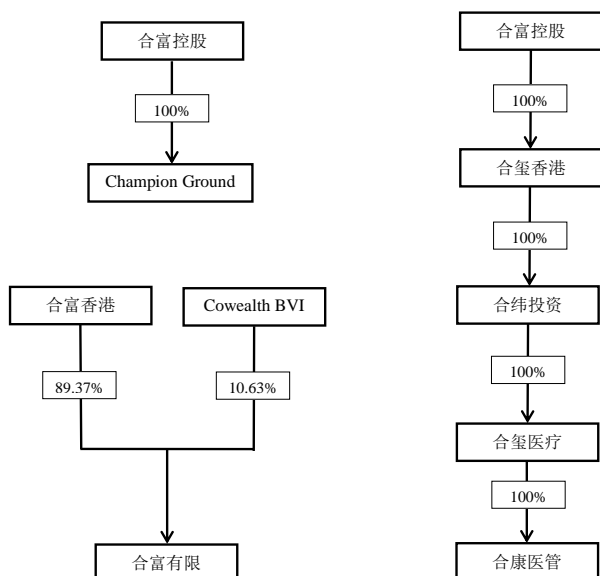 合富控股
100%
Champion Ground
合富香港
Cowealth BVI
89.37%
10.63%
合富有限
合富控股
100%
合玺香港
100%
合纬投资
100%
合玺医疗
100%
合康医管